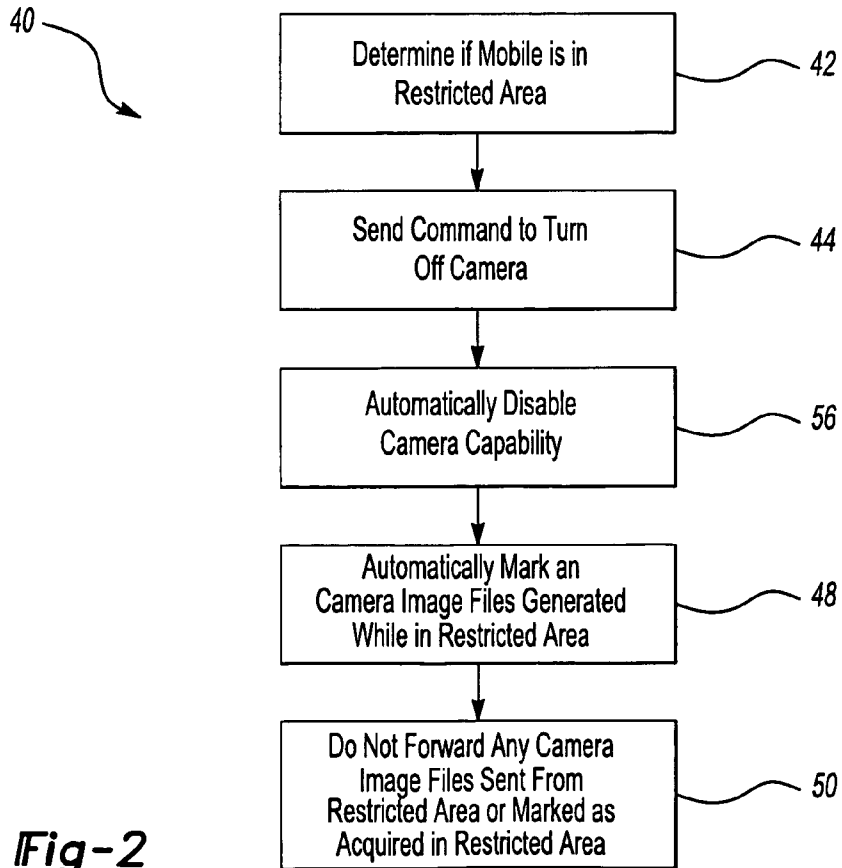 40
Determine if Mobile is in
Restricted Area
42
Send Command to Turn
Off Camera
44
Automatically Disable
Camera Capability
56
Automatically Mark an
Camera Image Files Generated
While in Restricted Area
48
Do Not Forward Any Camera
Image Files Sent From
Restricted Area or Marked as
Acquired in Restricted Area
50
Fig-2